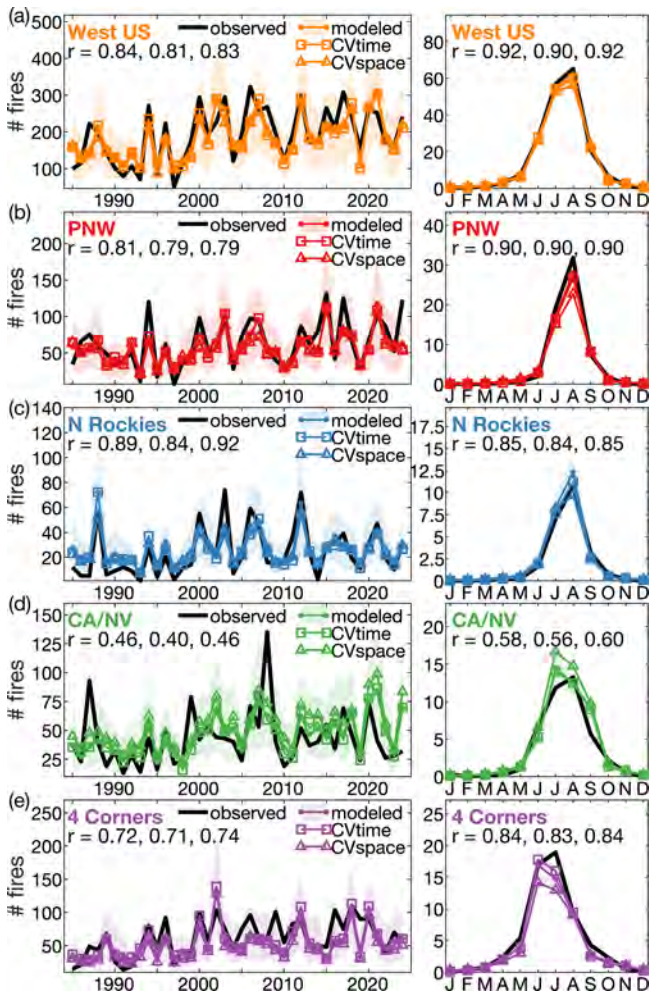 (a)
West US
observed
modeled
CVtime
CVspace
r = 0.84, 0.81, 0.83
# fires
500
400
300
200
100
1990
2000
2010
2020
West US
r = 0.92, 0.90, 0.92
80
60
40
20
0
J F M A M J J A S O N D
(b)
PNW
observed
modeled
CVtime
CVspace
r = 0.81, 0.79, 0.79
# fires
200
150
100
50
1990
2000
2010
2020
PNW
r = 0.90, 0.90, 0.90
40
30
20
10
0
J F M A M J J A S O N D
(c)
N Rockies
observed
modeled
CVtime
CVspace
r = 0.89, 0.84, 0.92
# fires
140
120
100
80
60
40
20
1990
2000
2010
2020
N Rockies
r = 0.85, 0.84, 0.85
17.5
12.5
10
7.5
5
2.5
0
J F M A M J J A S O N D
(d)
CA/NV
observed
modeled
CVtime
CVspace
r = 0.46, 0.40, 0.46
# fires
150
125
100
75
50
25
1990
2000
2010
2020
CA/NV
r = 0.58, 0.56, 0.60
20
15
10
5
0
J F M A M J J A S O N D
(e)
4 Corners
observed
modeled
CVtime
CVspace
r = 0.72, 0.71, 0.74
# fires
250
200
150
100
50
1990
2000
2010
2020
4 Corners
r = 0.84, 0.83, 0.84
25
20
15
10
5
0
J F M A M J J A S O N D